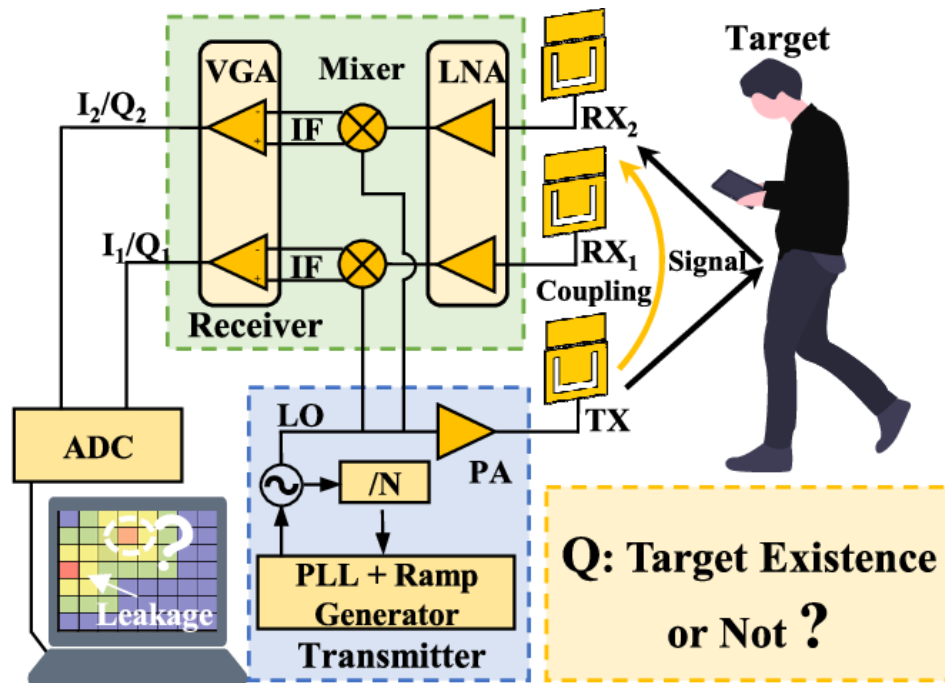 VGA
Mixer
LNA
Target
I₂/Q₂
- +
IF
RX₂
I₁/Q₁
- +
IF
RX₁
Coupling
Signal
Receiver
LO
TX
ADC
PA
/N
?
Leakage
PLL + Ramp
Generator
Transmitter
Q: Target Existence
or Not ?